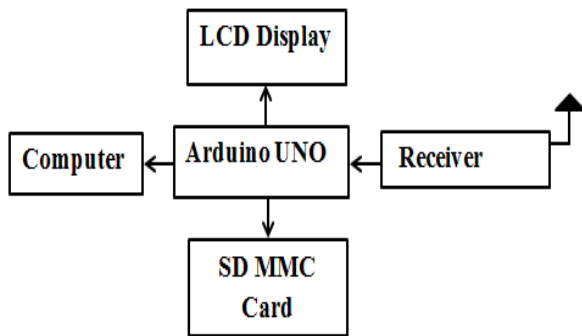 LCD Display
Computer
Arduino UNO
Receiver
SD MMC
Card